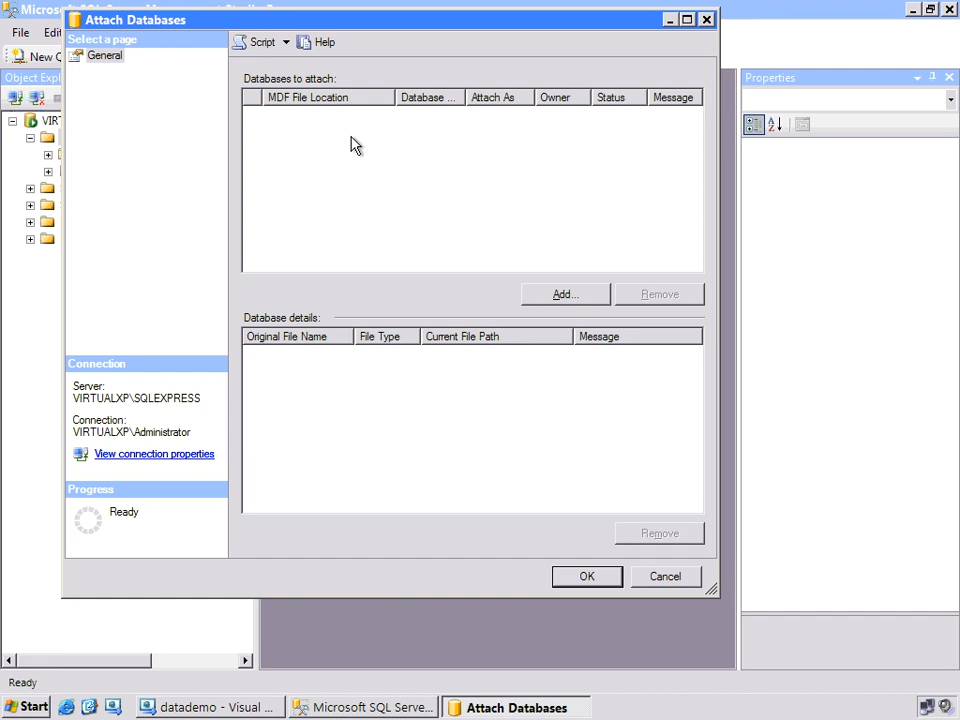 Micros
Attach Databases
File
Edi
Select a page
Script
Help
New Q
General
Object Expl
Properties
Databases to attach:
MDF File Location
Database ...
Attach As
Owner
Status
Message
VIRT
Add...
Remove
Database details:
Original File Name
File Type
Current File Path
Message
Connection
Server:
VIRTUALXP\SQLEXPRESS
Connection:
VIRTUALXP\Administrator
View connection properties
Progress
Ready
Remove
OK
Cancel
Ready
Start
datademo - Visual ...
Microsoft SQL Serve...
Attach Databases